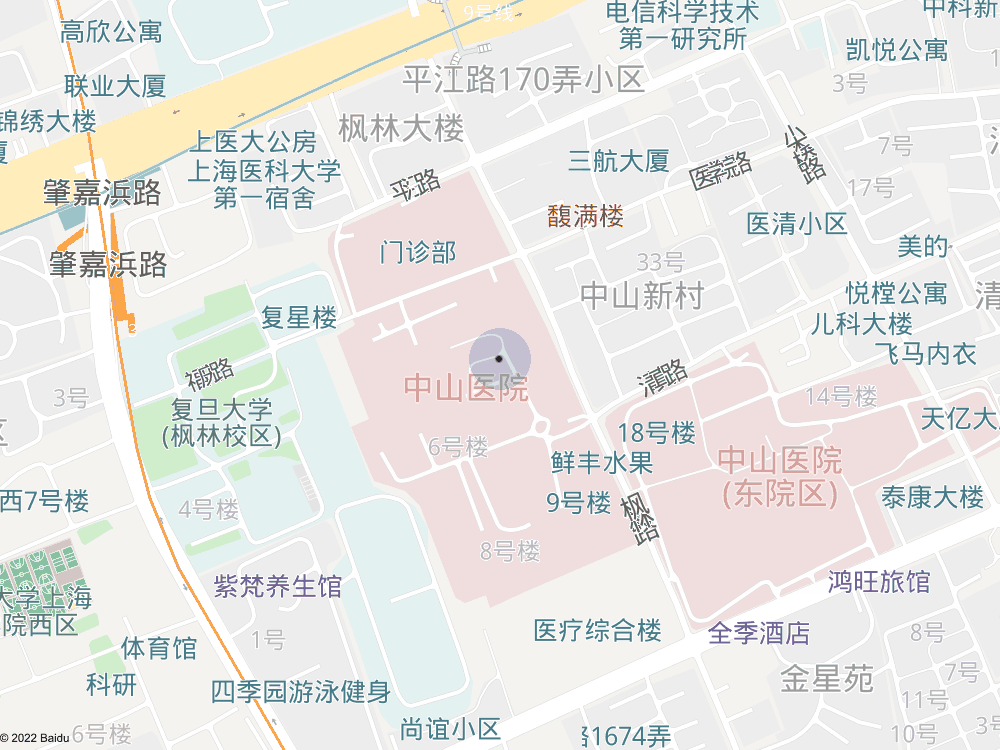 9号线
电信科学技术
第一研究所
中科新
高欣公寓
凯悦公寓
联业大厦
平江路170弄小区
3号
锦绣大楼
枫林大楼
上医大公房
上海医科大学
第一宿舍
三航大厦
医学院路
小木桥路
7号
17号
平江路
肇嘉浜路
馥满楼
医清小区
门诊部
美的
肇嘉浜路
33号
中山新村
悦樘公寓
清
复星楼
儿科大楼
飞马内衣
清真路
中山医院
3号
14号楼
复旦大学
(枫林校区)
天亿大
18号楼
6号楼
鲜丰水果
中山医院
(东院区)
西7号楼
4号楼
9号楼
枫林路
泰康大楼
8号楼
紫梵养生馆
鸿旺旅馆
大学上海
院西区
1号
医疗综合楼
全季酒店
8号
体育馆
7号
金星苑
科研
四季园游泳健身
11号
尚谊小区
路1674弄
10号
6号楼
© 2022 Baidu